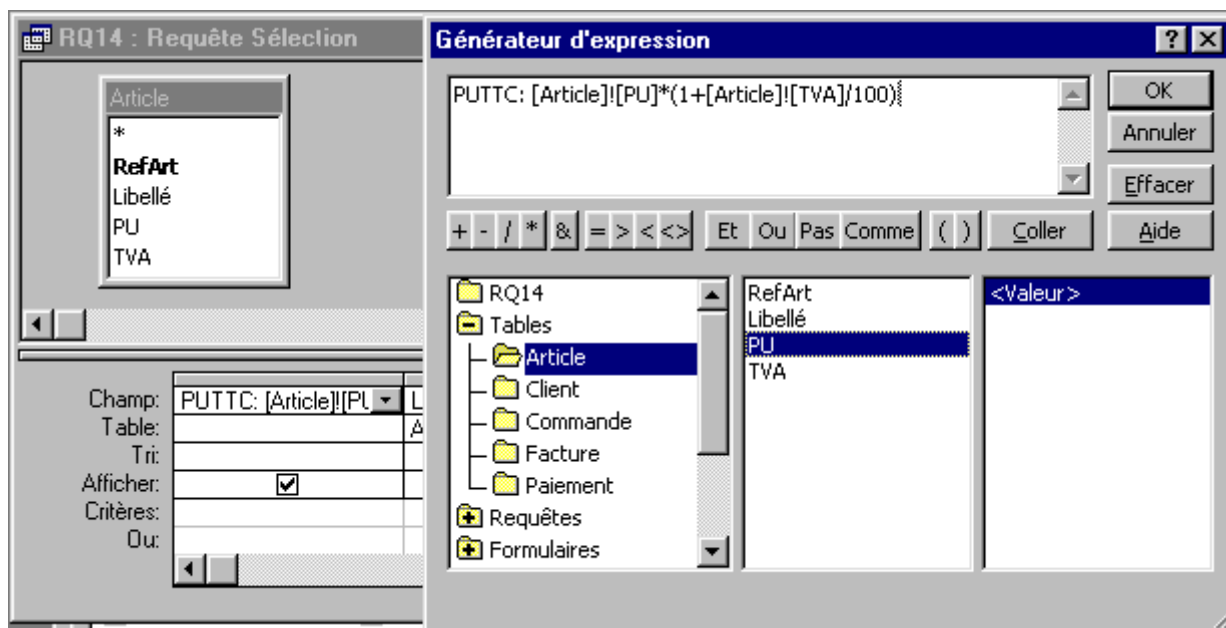 RQ14 : Requête Sélection
Article
*
RefArt
Libellé
PU
TVA
Champ: PUTTC: [Article]![PU L
Table: A
Tri:
Afficher:
Critères:
Ou:
Générateur d'expression
PUTTC: [Article]![PU]*(1+[Article]![TVA]/100)
OK
Annuler
Effacer
+ - / * & = > < <> Et Ou Pas Comme ( ) Coller Aide
RQ14
Tables
Article
Client
Commande
Facture
Paiement
Requêtes
Formulaires
RefArt
Libellé
PU
TVA
<Valeur>